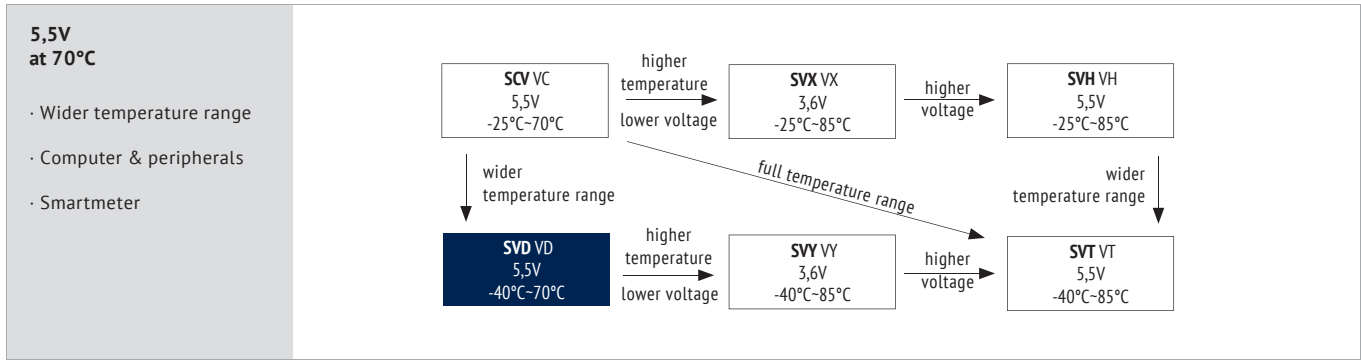 5,5V
at 70°C
· Wider temperature range
· Computer & peripherals
· Smartmeter
SCV VC
5,5V
-25°C~70°C
higher
temperature
lower voltage
SVX VX
3,6V
-25°C~85°C
higher
voltage
SVH VH
5,5V
-25°C~85°C
wider
temperature range
full temperature range
wider
temperature range
SVD VD
5,5V
-40°C~70°C
higher
temperature
lower voltage
SVY VY
3,6V
-40°C~85°C
higher
voltage
SVT VT
5,5V
-40°C~85°C